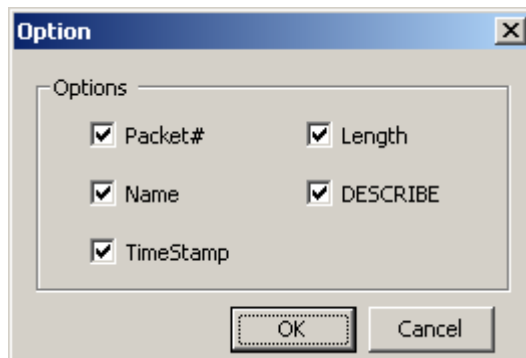 Option
Options
Packet#
Length
Name
DESCRIBE
TimeStamp
OK
Cancel